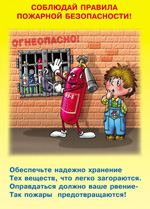 СОБЛЮДАЙ ПРАВИЛА
ПОЖАРНОЙ БЕЗОПАСНОСТИ!
ОГНЕОПАСНО!
Обеспечьте надежно хранение
Тех веществ, что легко загораются.
Оправдаться должно ваше рвение-
Так пожары предотвращаются!